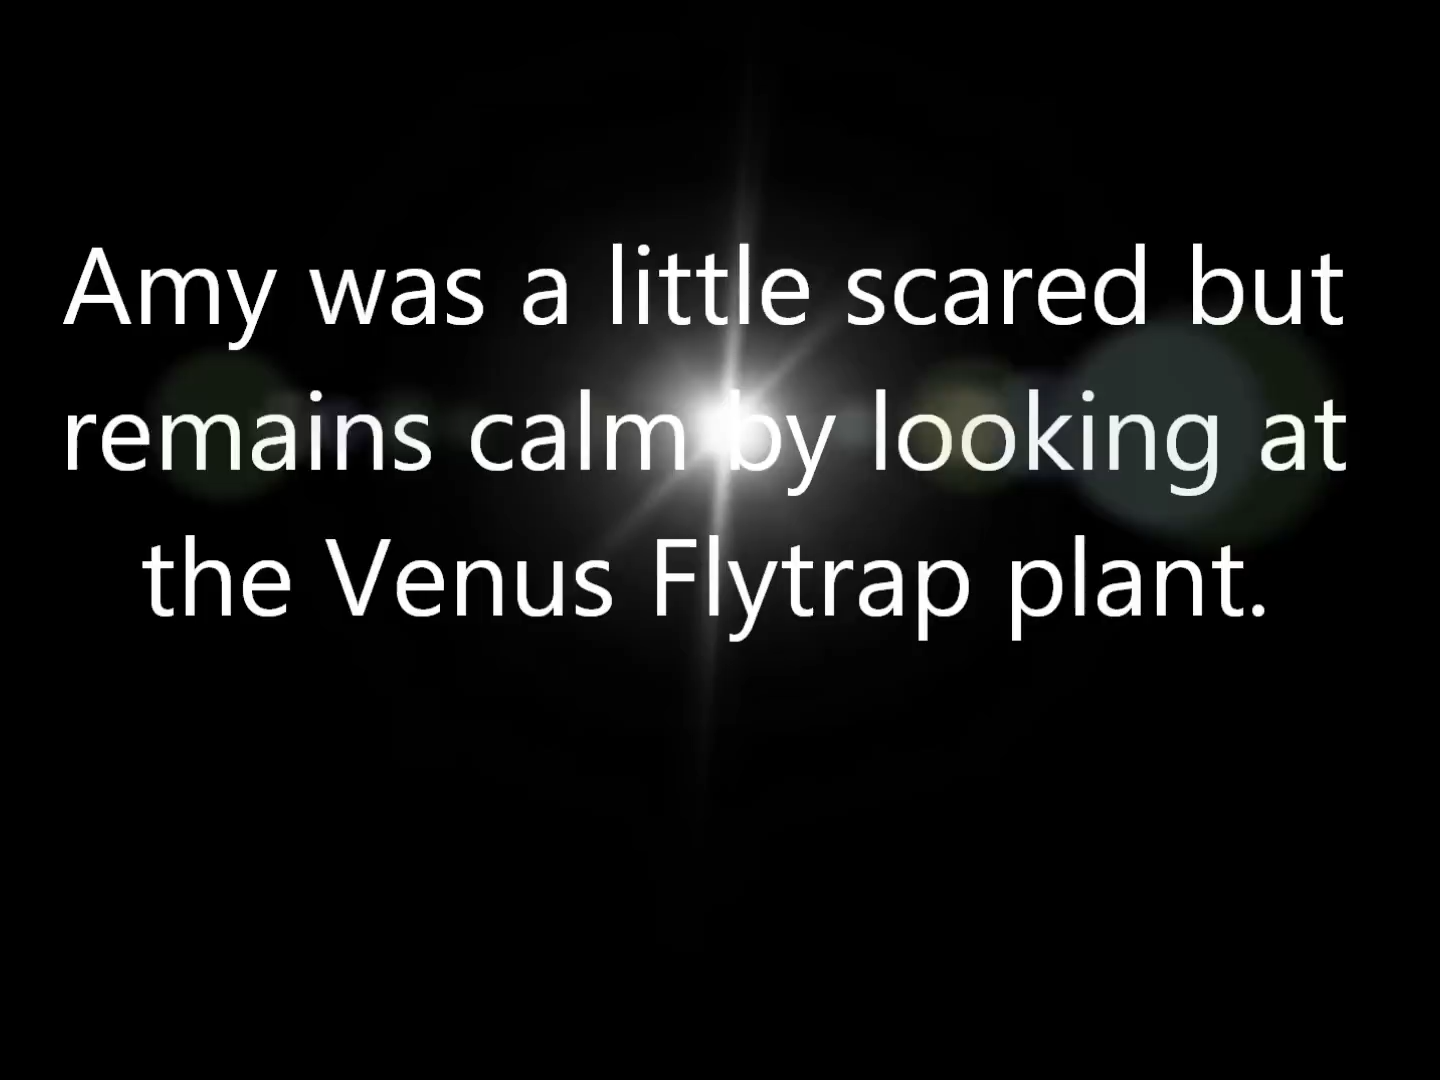 Amy was a little scared but
remains calm by looking at
the Venus Flytrap plant.